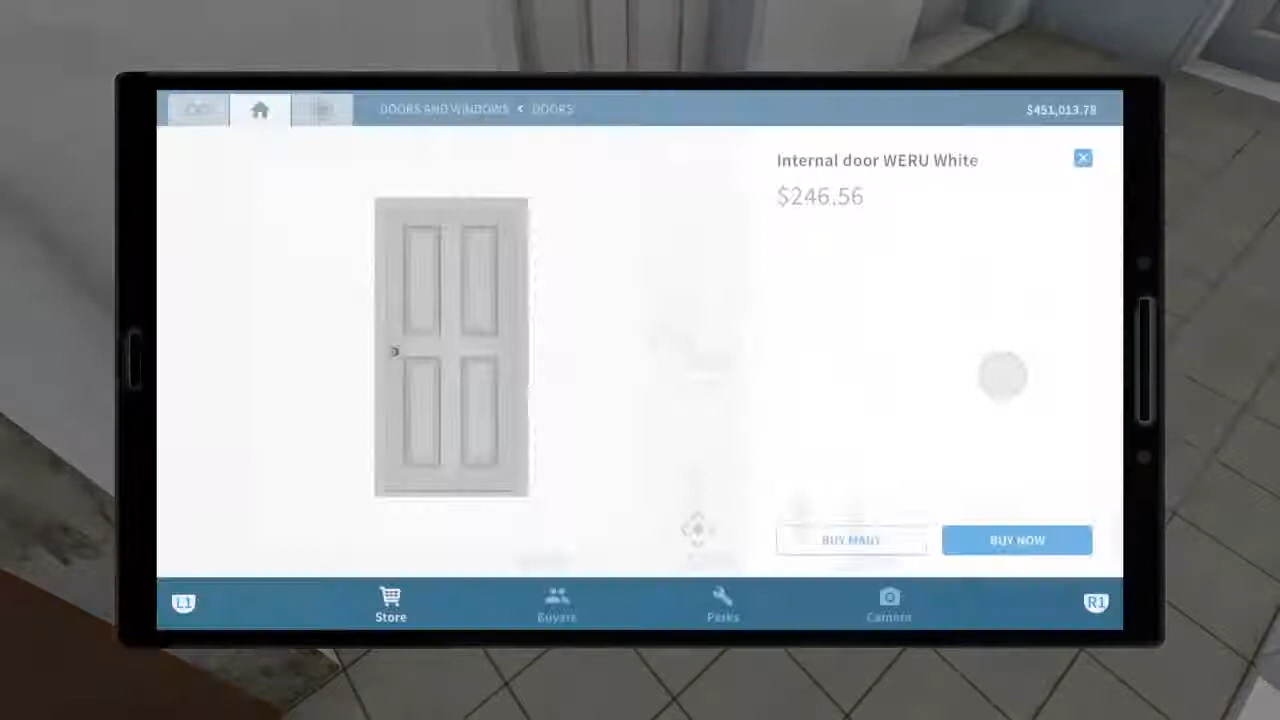 DOORS AND WINDOWS < DOORS
$451,013.78
Internal door WERU White
$246.56
BUY MANY
BUY NOW
L1
Store
Buyers
Perks
Camera
R1